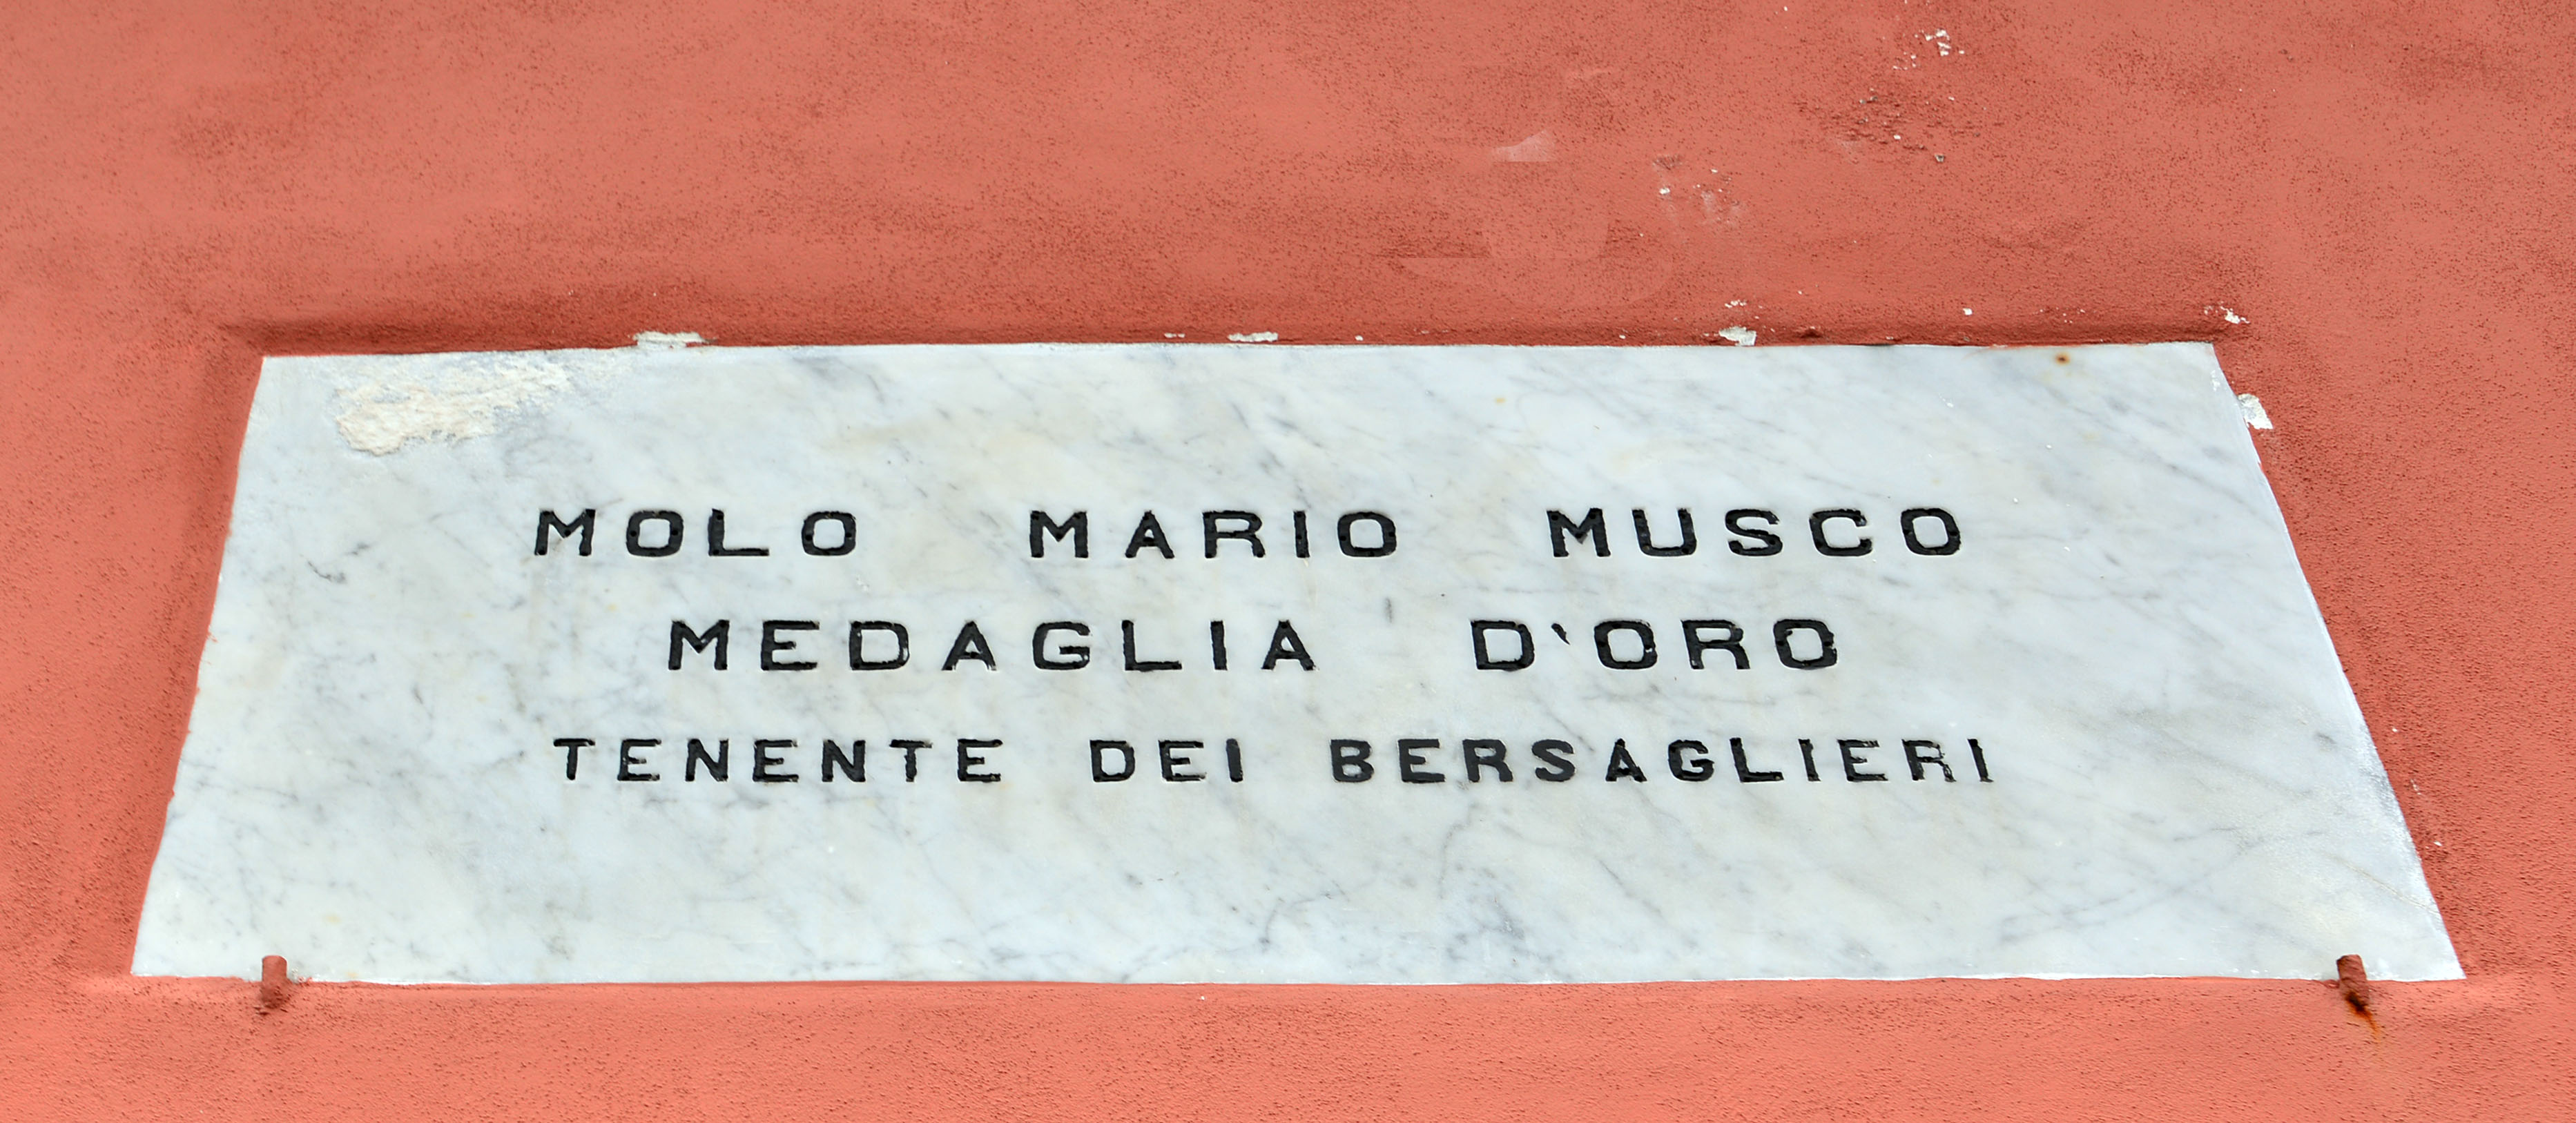 MOLO MARIO MUSCO
MEDAGLIA D'ORO
TENENTE DEI BERSAGLIERI